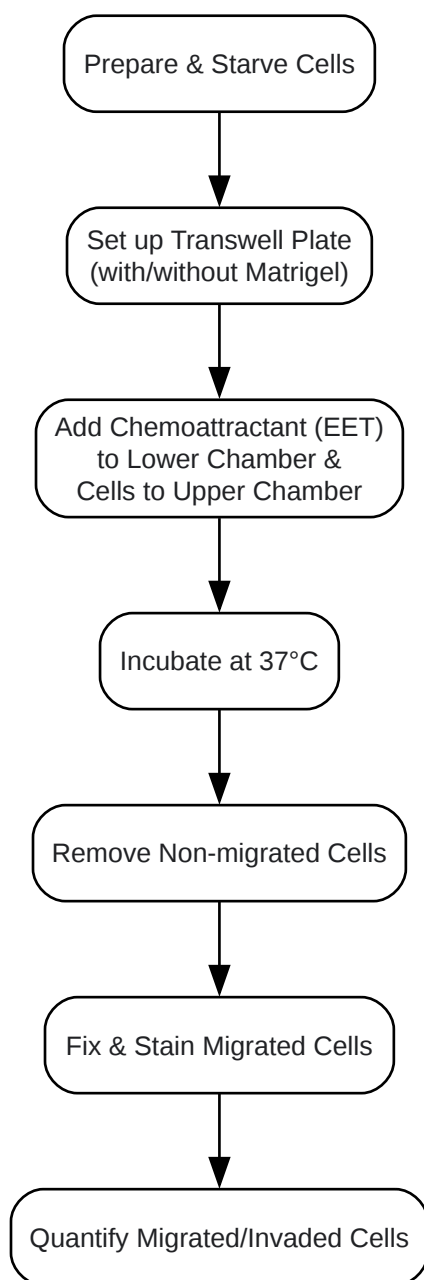 Prepare & Starve Cells
Set up Transwell Plate
(with/without Matrigel)
Add Chemoattractant (EET)
to Lower Chamber &
Cells to Upper Chamber
Incubate at 37°C
Remove Non-migrated Cells
Fix & Stain Migrated Cells
Quantify Migrated/Invaded Cells